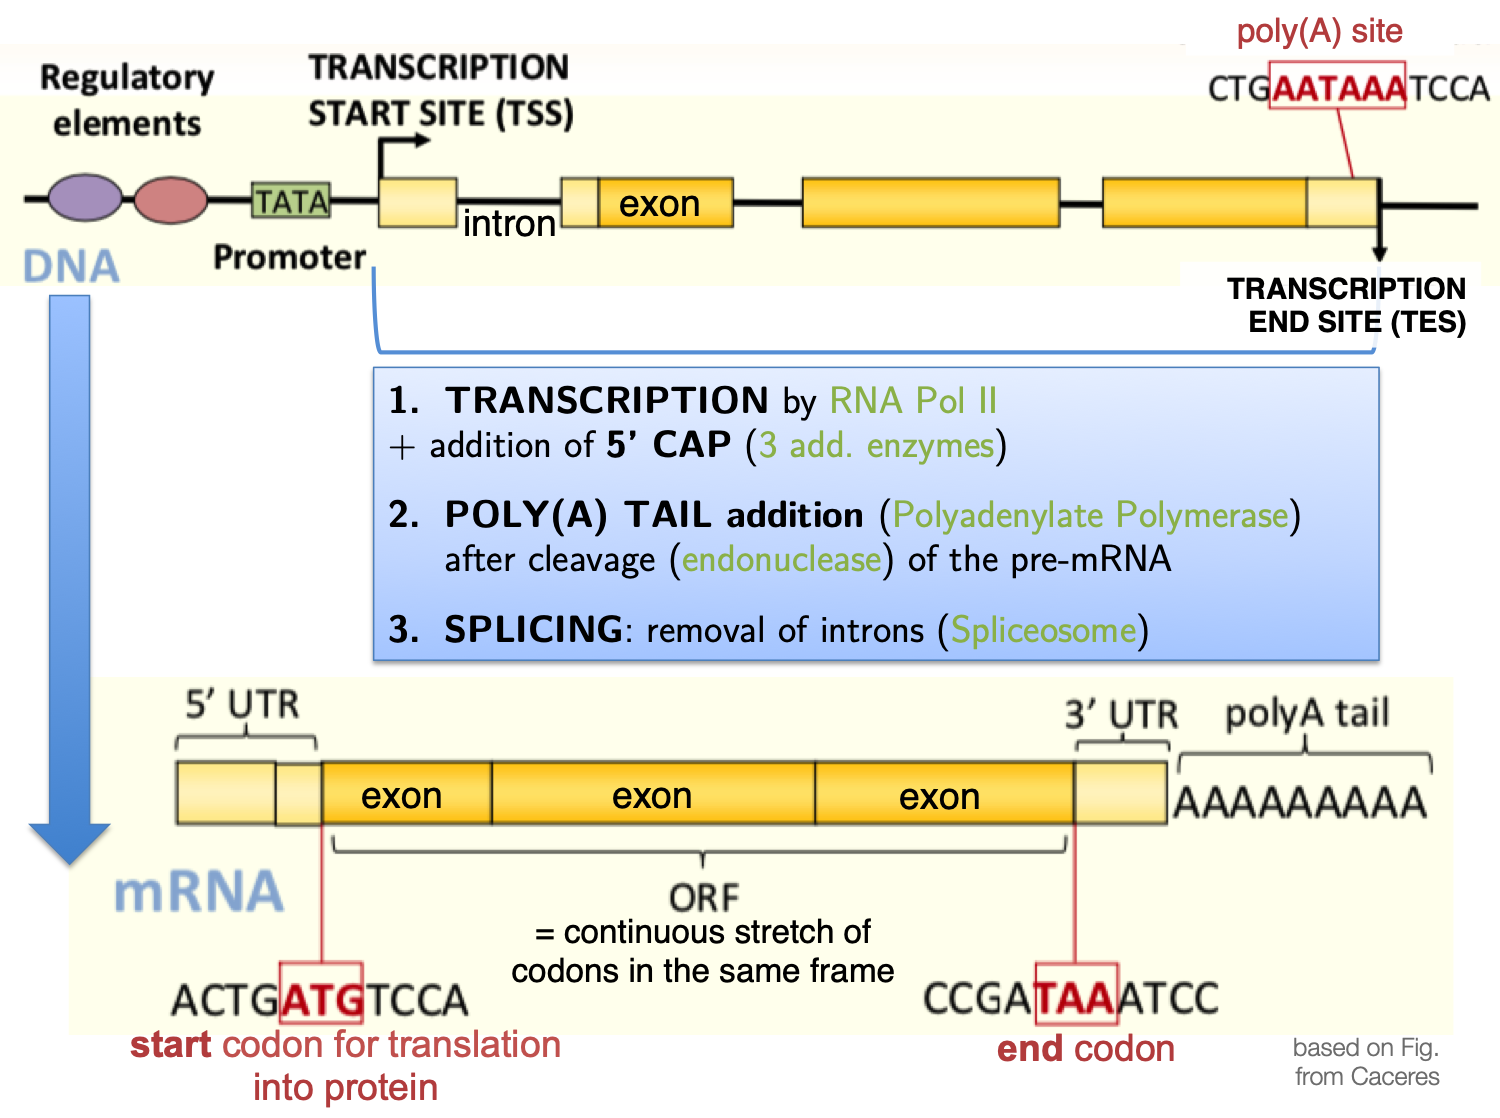 poly(A) site
CTGAATAAATCCA
Regulatory
elements
TRANSCRIPTION
START SITE (TSS)
TATA
intron
exon
Promoter
DNA
TRANSCRIPTION
END SITE (TES)
1. TRANSCRIPTION by RNA Pol II
+ addition of 5’ CAP (3 add. enzymes)
2. POLY(A) TAIL addition (Polyadenylate Polymerase)
after cleavage (endonuclease) of the pre-mRNA
3. SPLICING: removal of introns (Spliceosome)
5’ UTR
3’ UTR
polyA tail
exon
exon
exon
AAAAAAAAA
mRNA
ORF
= continuous stretch of
codons in the same frame
ACTGATGTCCA
CCGATAAATCC
start codon for translation
into protein
end codon
based on Fig.
from Caceres